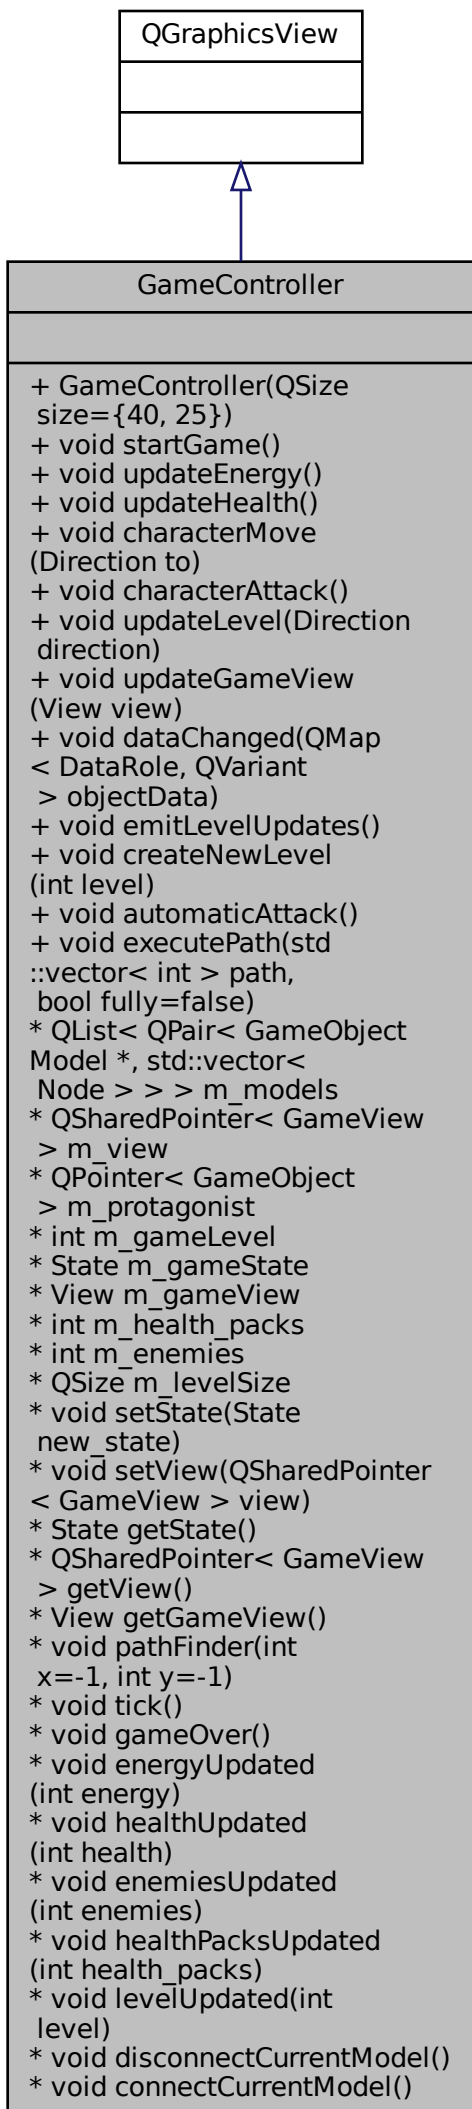 QGraphicsView
GameController
+ GameController(QSize
size={40, 25})
+ void startGame()
+ void updateEnergy()
+ void updateHealth()
+ void characterMove
(Direction to)
+ void characterAttack()
+ void updateLevel(Direction
direction)
+ void updateGameView
(View view)
+ void dataChanged(QMap
< DataRole, QVariant
> objectData)
+ void emitLevelUpdates()
+ void createNewLevel
(int level)
+ void automaticAttack()
+ void executePath(std
::vector< int > path,
bool fully=false)
* QList< QPair< GameObject
Model *, std::vector<
Node > > > m_models
* QSharedPointer< GameView
> m_view
* QPointer< GameObject
> m_protagonist
* int m_gameLevel
* State m_gameState
* View m_gameView
* int m_health_packs
* int m_enemies
* QSize m_levelSize
* void setState(State
new_state)
* void setView(QSharedPointer
< GameView > view)
* State getState()
* QSharedPointer< GameView
> getView()
* View getGameView()
* void pathFinder(int
x=-1, int y=-1)
* void tick()
* void gameOver()
* void energyUpdated
(int energy)
* void healthUpdated
(int health)
* void enemiesUpdated
(int enemies)
* void healthPacksUpdated
(int health_packs)
* void levelUpdated(int
level)
* void disconnectCurrentModel()
* void connectCurrentModel()